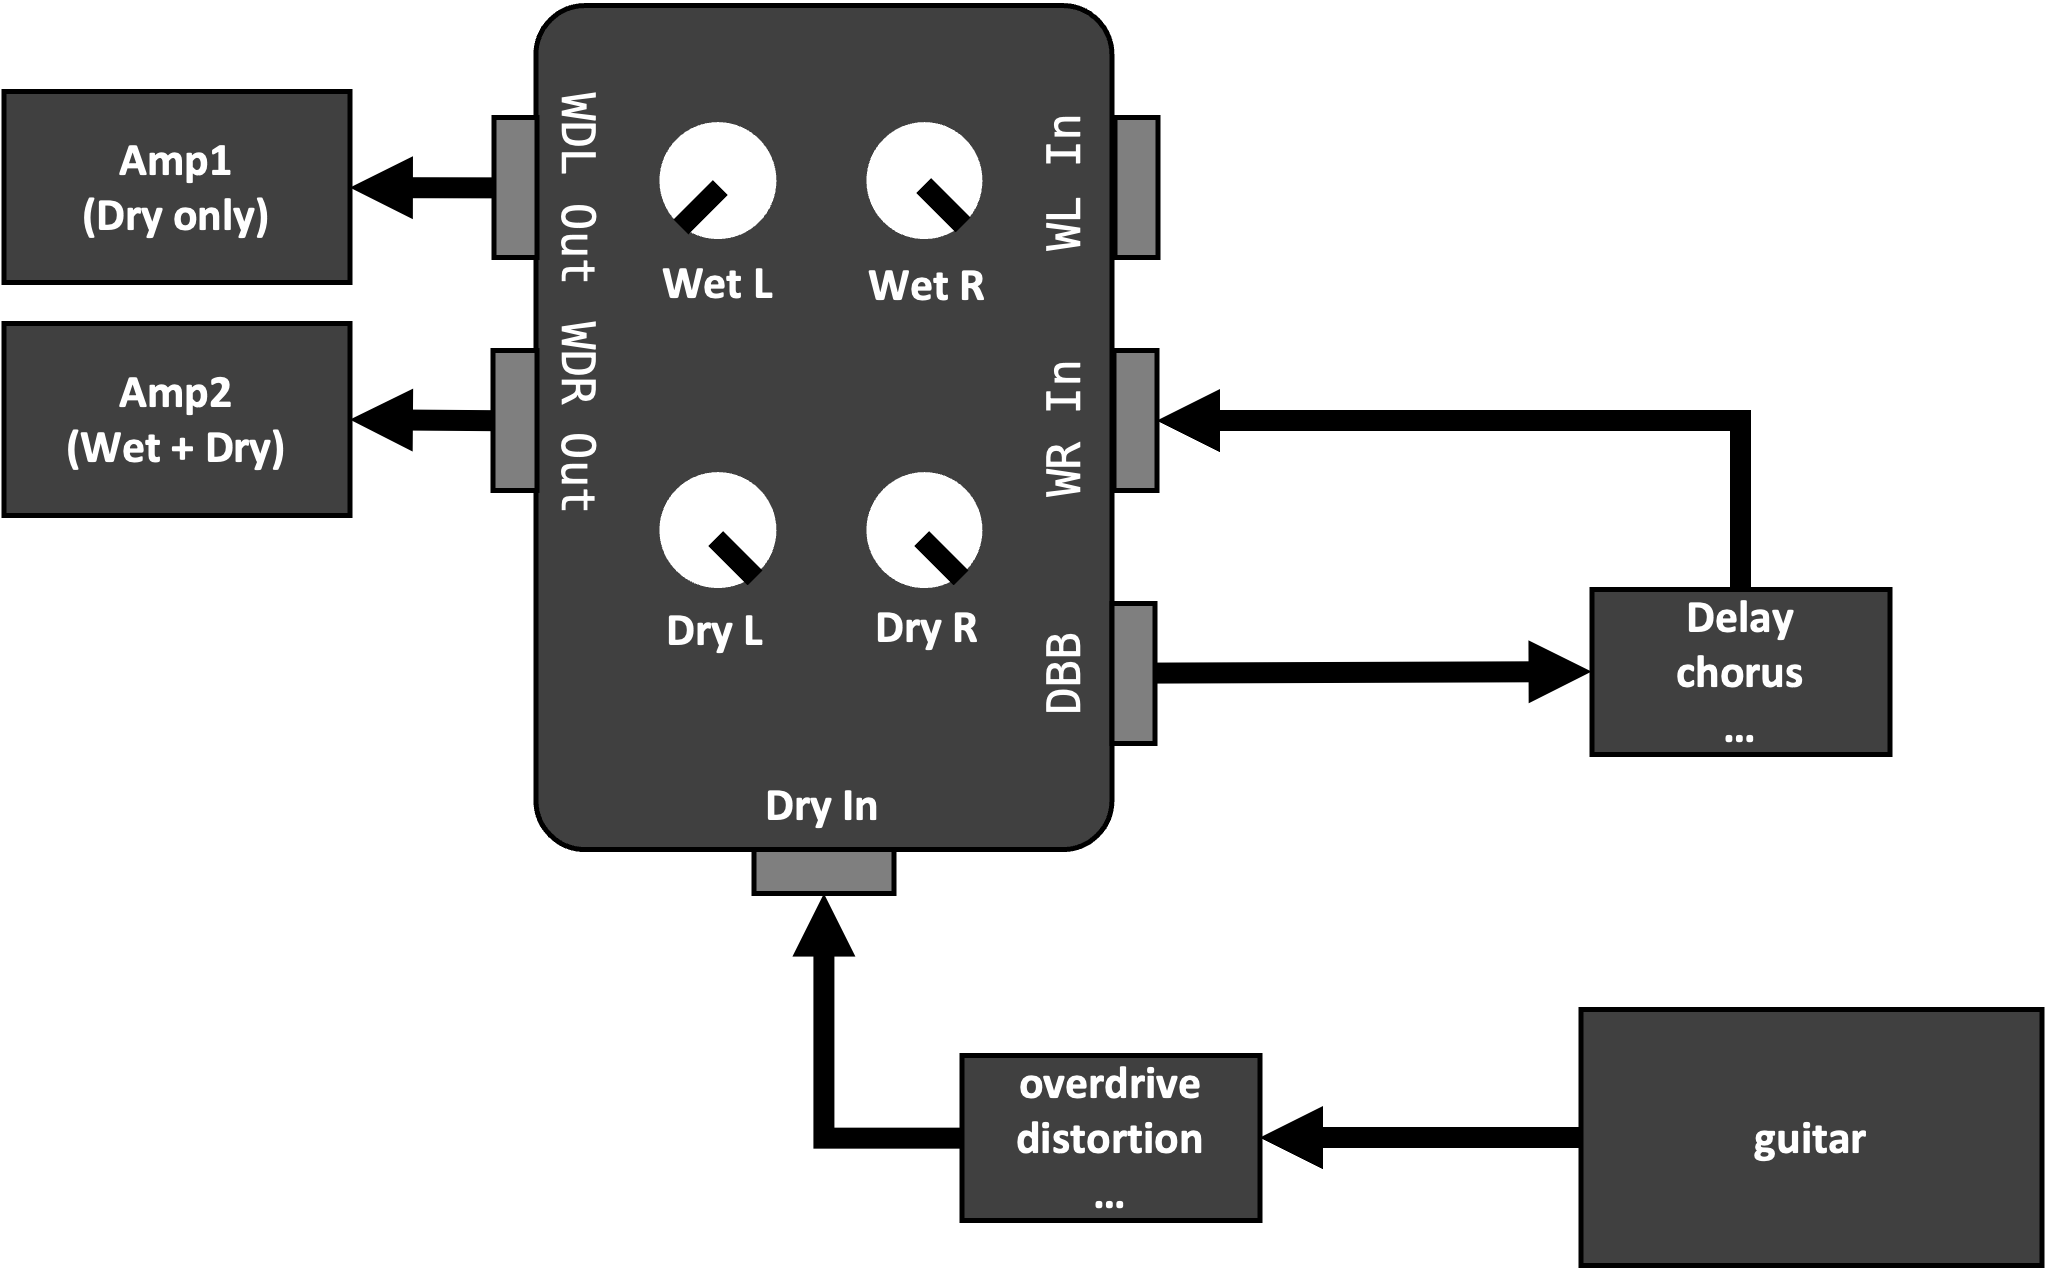 Amp1
(Dry only)
Amp2
(Wet + Dry)
WDL Out
WDR Out
Wet L
Wet R
Dry L
Dry R
WL In
WR In
DBB
Dry In
Delay
chorus
...
overdrive
distortion
...
guitar